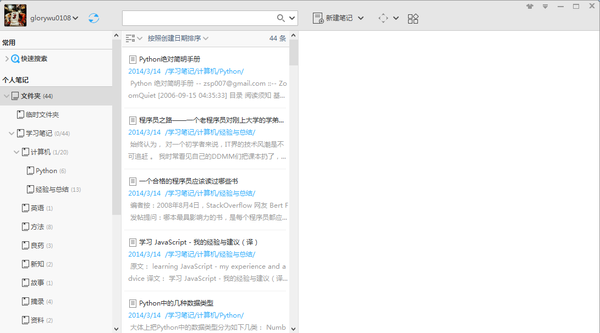 glorywu0108
新建笔记
常用
快速搜索
个人笔记
文件夹 (44)
临时文件夹
学习笔记 (0/44)
计算机 (1/20)
Python (6)
经验与总结 (13)
英语 (1)
方法 (8)
良药 (3)
新知 (2)
故事 (1)
摘录 (4)
资料 (2)
按照创建日期排序
44 条
Python绝对简明手册
2014/3/14 /学习笔记/计算机/Python/
Python 绝对简明手册 -- zsp007@gmail.com ::-- Zo
omQuiet [2006-09-15 04:35:33] 目录 阅读须知 基...
程序员之路——一个老程序员对刚上大学的学弟...
2014/3/14 /学习笔记/计算机/经验与总结/
始终认为，对一个初学者来说，IT界的技术风潮是不
可追赶 。 我时常看见自己的DDMM们把课本扔了，...
一个合格的程序员应该读过哪些书
2014/3/14 /学习笔记/计算机/经验与总结/
编者按：2008年8月4日，StackOverflow 网友 Bert F
发帖提问：哪本最具影响力的书，是每个程序员都应...
学习 JavaScript - 我的经验与建议（译）
2014/3/14 /学习笔记/计算机/经验与总结/
原文： learning JavaScript - my experience and a
dvice 译文： 学习 JavaScript - 我的经验与建议（译...
Python中的几种数据类型
2014/3/14 /学习笔记/计算机/Python/
大体上把Python中的数据类型分为如下几类： Numb